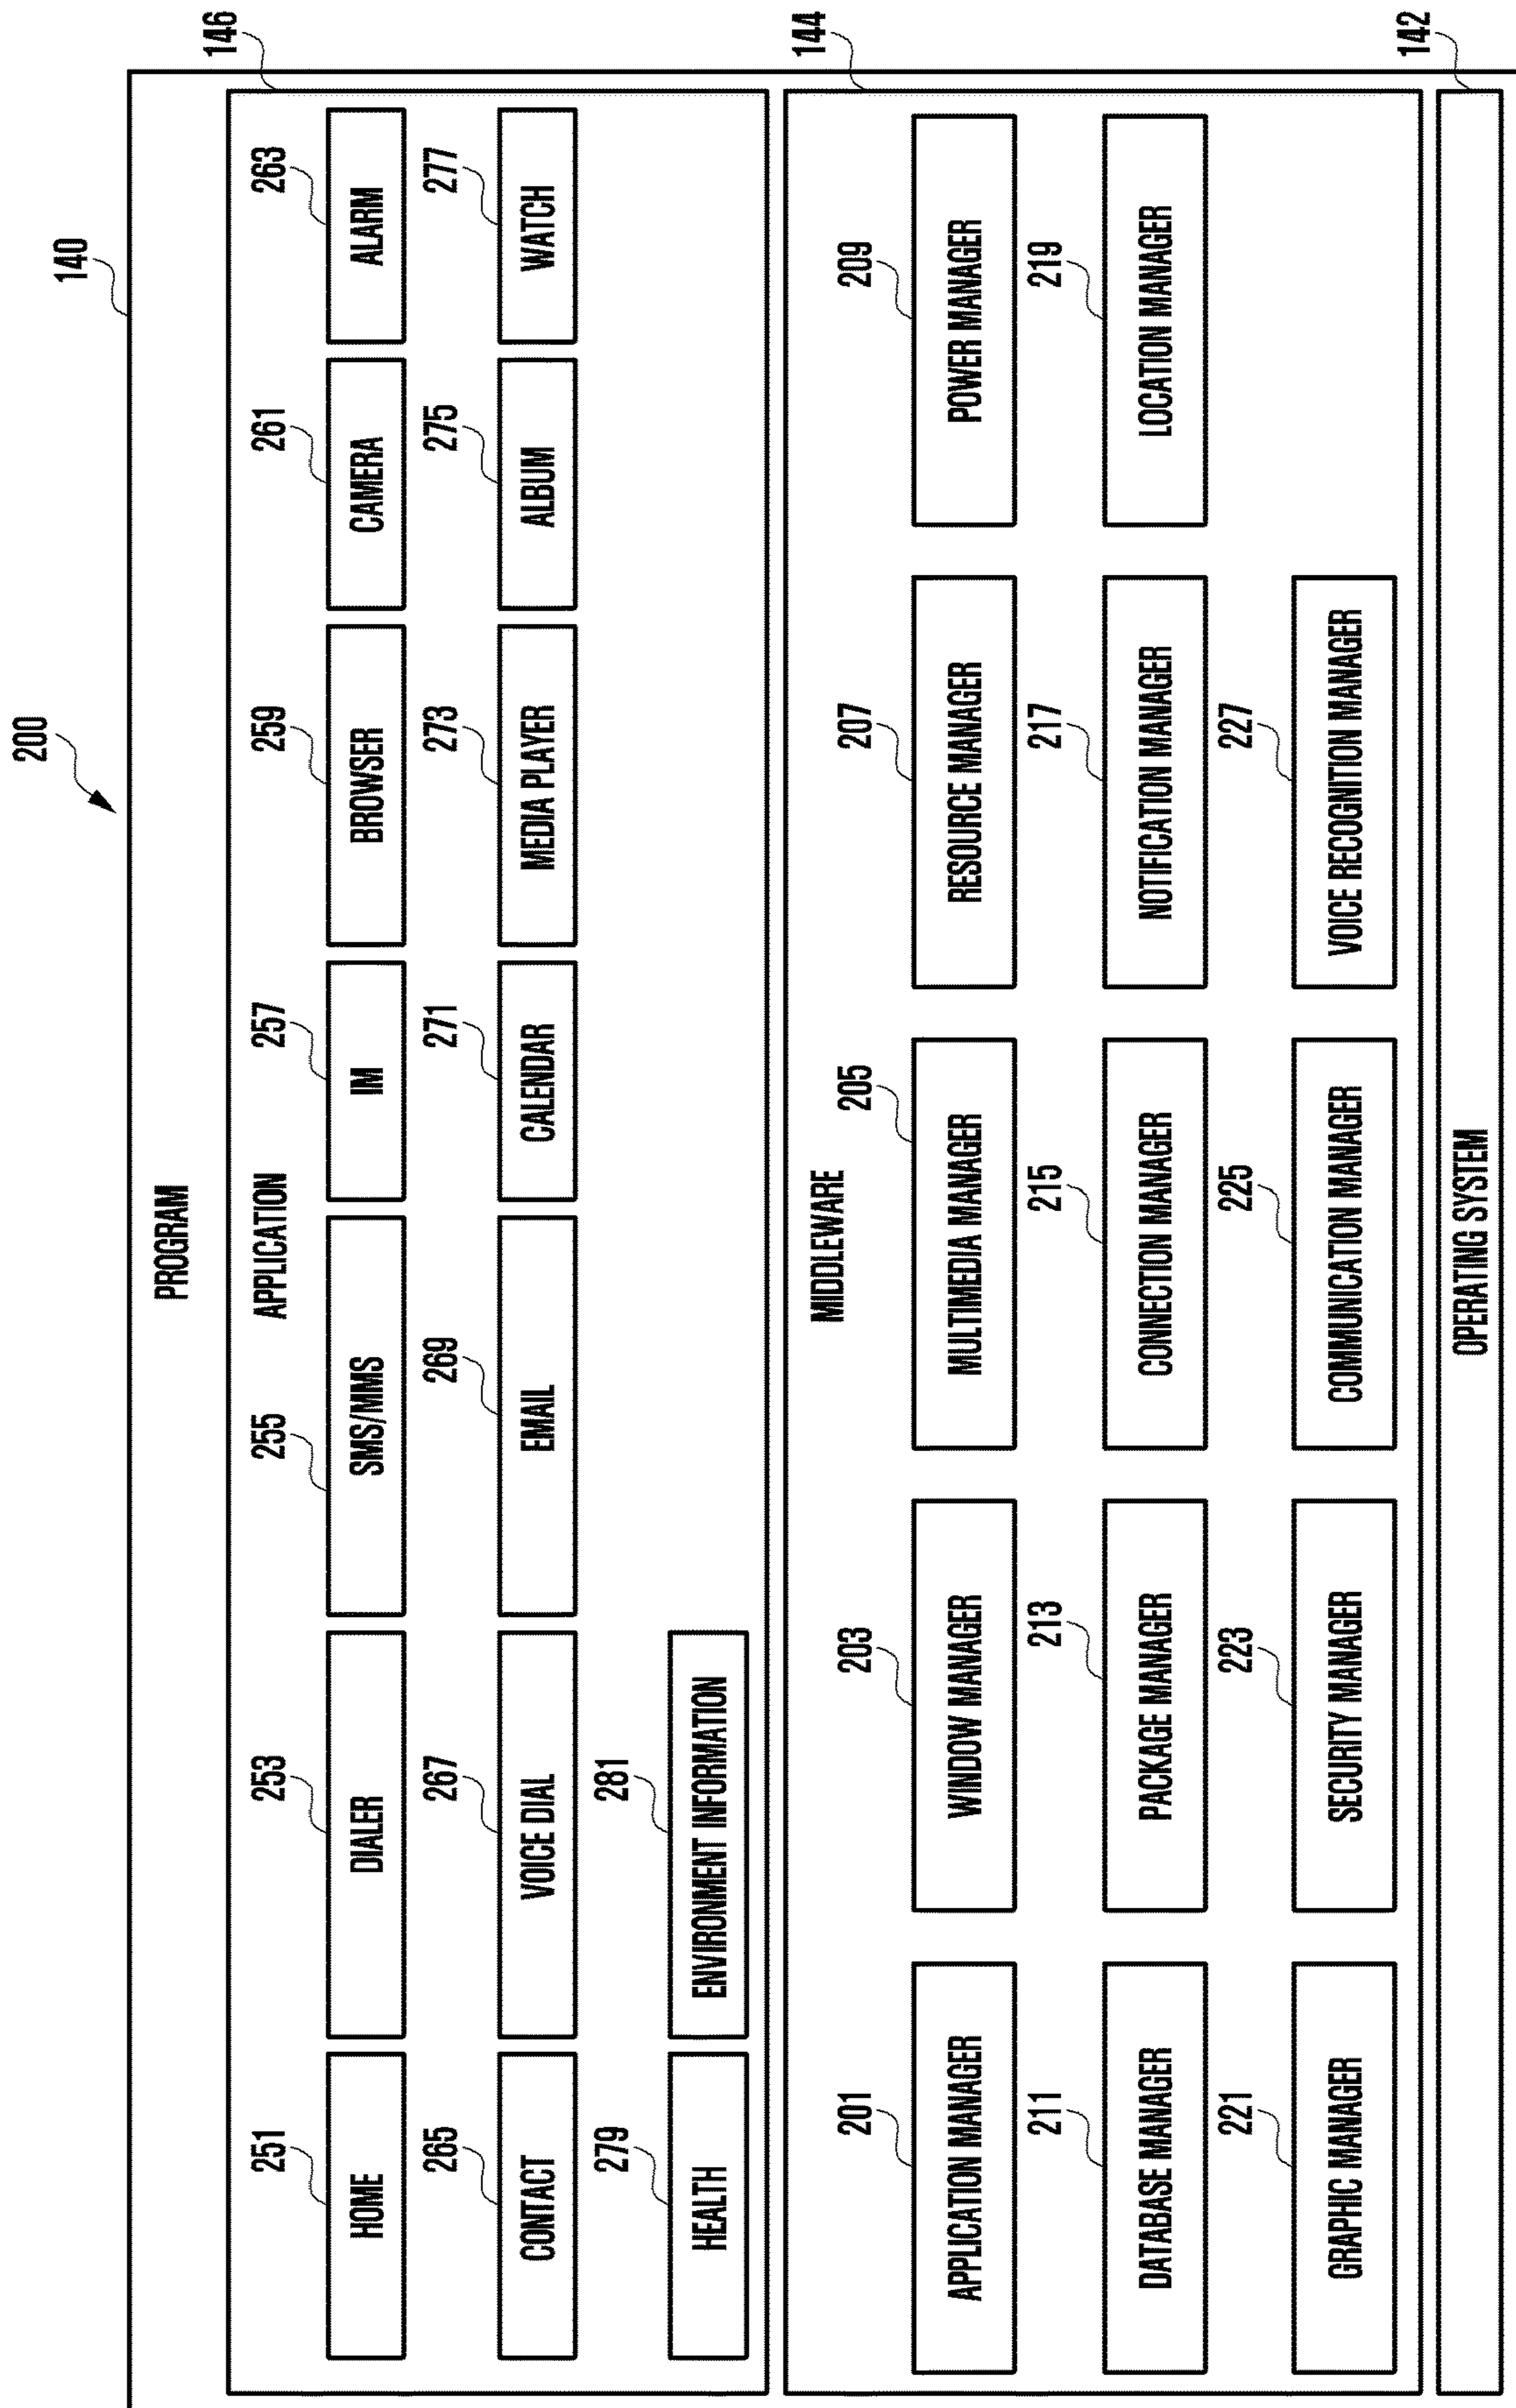 200
140
PROGRAM
146
APPLICATION
251 253 255 257 259 261 263
HOME DIALER SMS/MMS IM BROWSER CAMERA ALARM
265 267 269 271 273 275 277
CONTACT VOICE DIAL EMAIL CALENDAR MEDIA PLAYER ALBUM WATCH
279 281
HEALTH ENVIRONMENT INFORMATION
144
MIDDLEWARE
201 203 205 207 209
APPLICATION MANAGER WINDOW MANAGER MULTIMEDIA MANAGER RESOURCE MANAGER POWER MANAGER
211 213 215 217 219
DATABASE MANAGER PACKAGE MANAGER CONNECTION MANAGER NOTIFICATION MANAGER LOCATION MANAGER
221 223 225 227
GRAPHIC MANAGER SECURITY MANAGER COMMUNICATION MANAGER VOICE RECOGNITION MANAGER
142
OPERATING SYSTEM